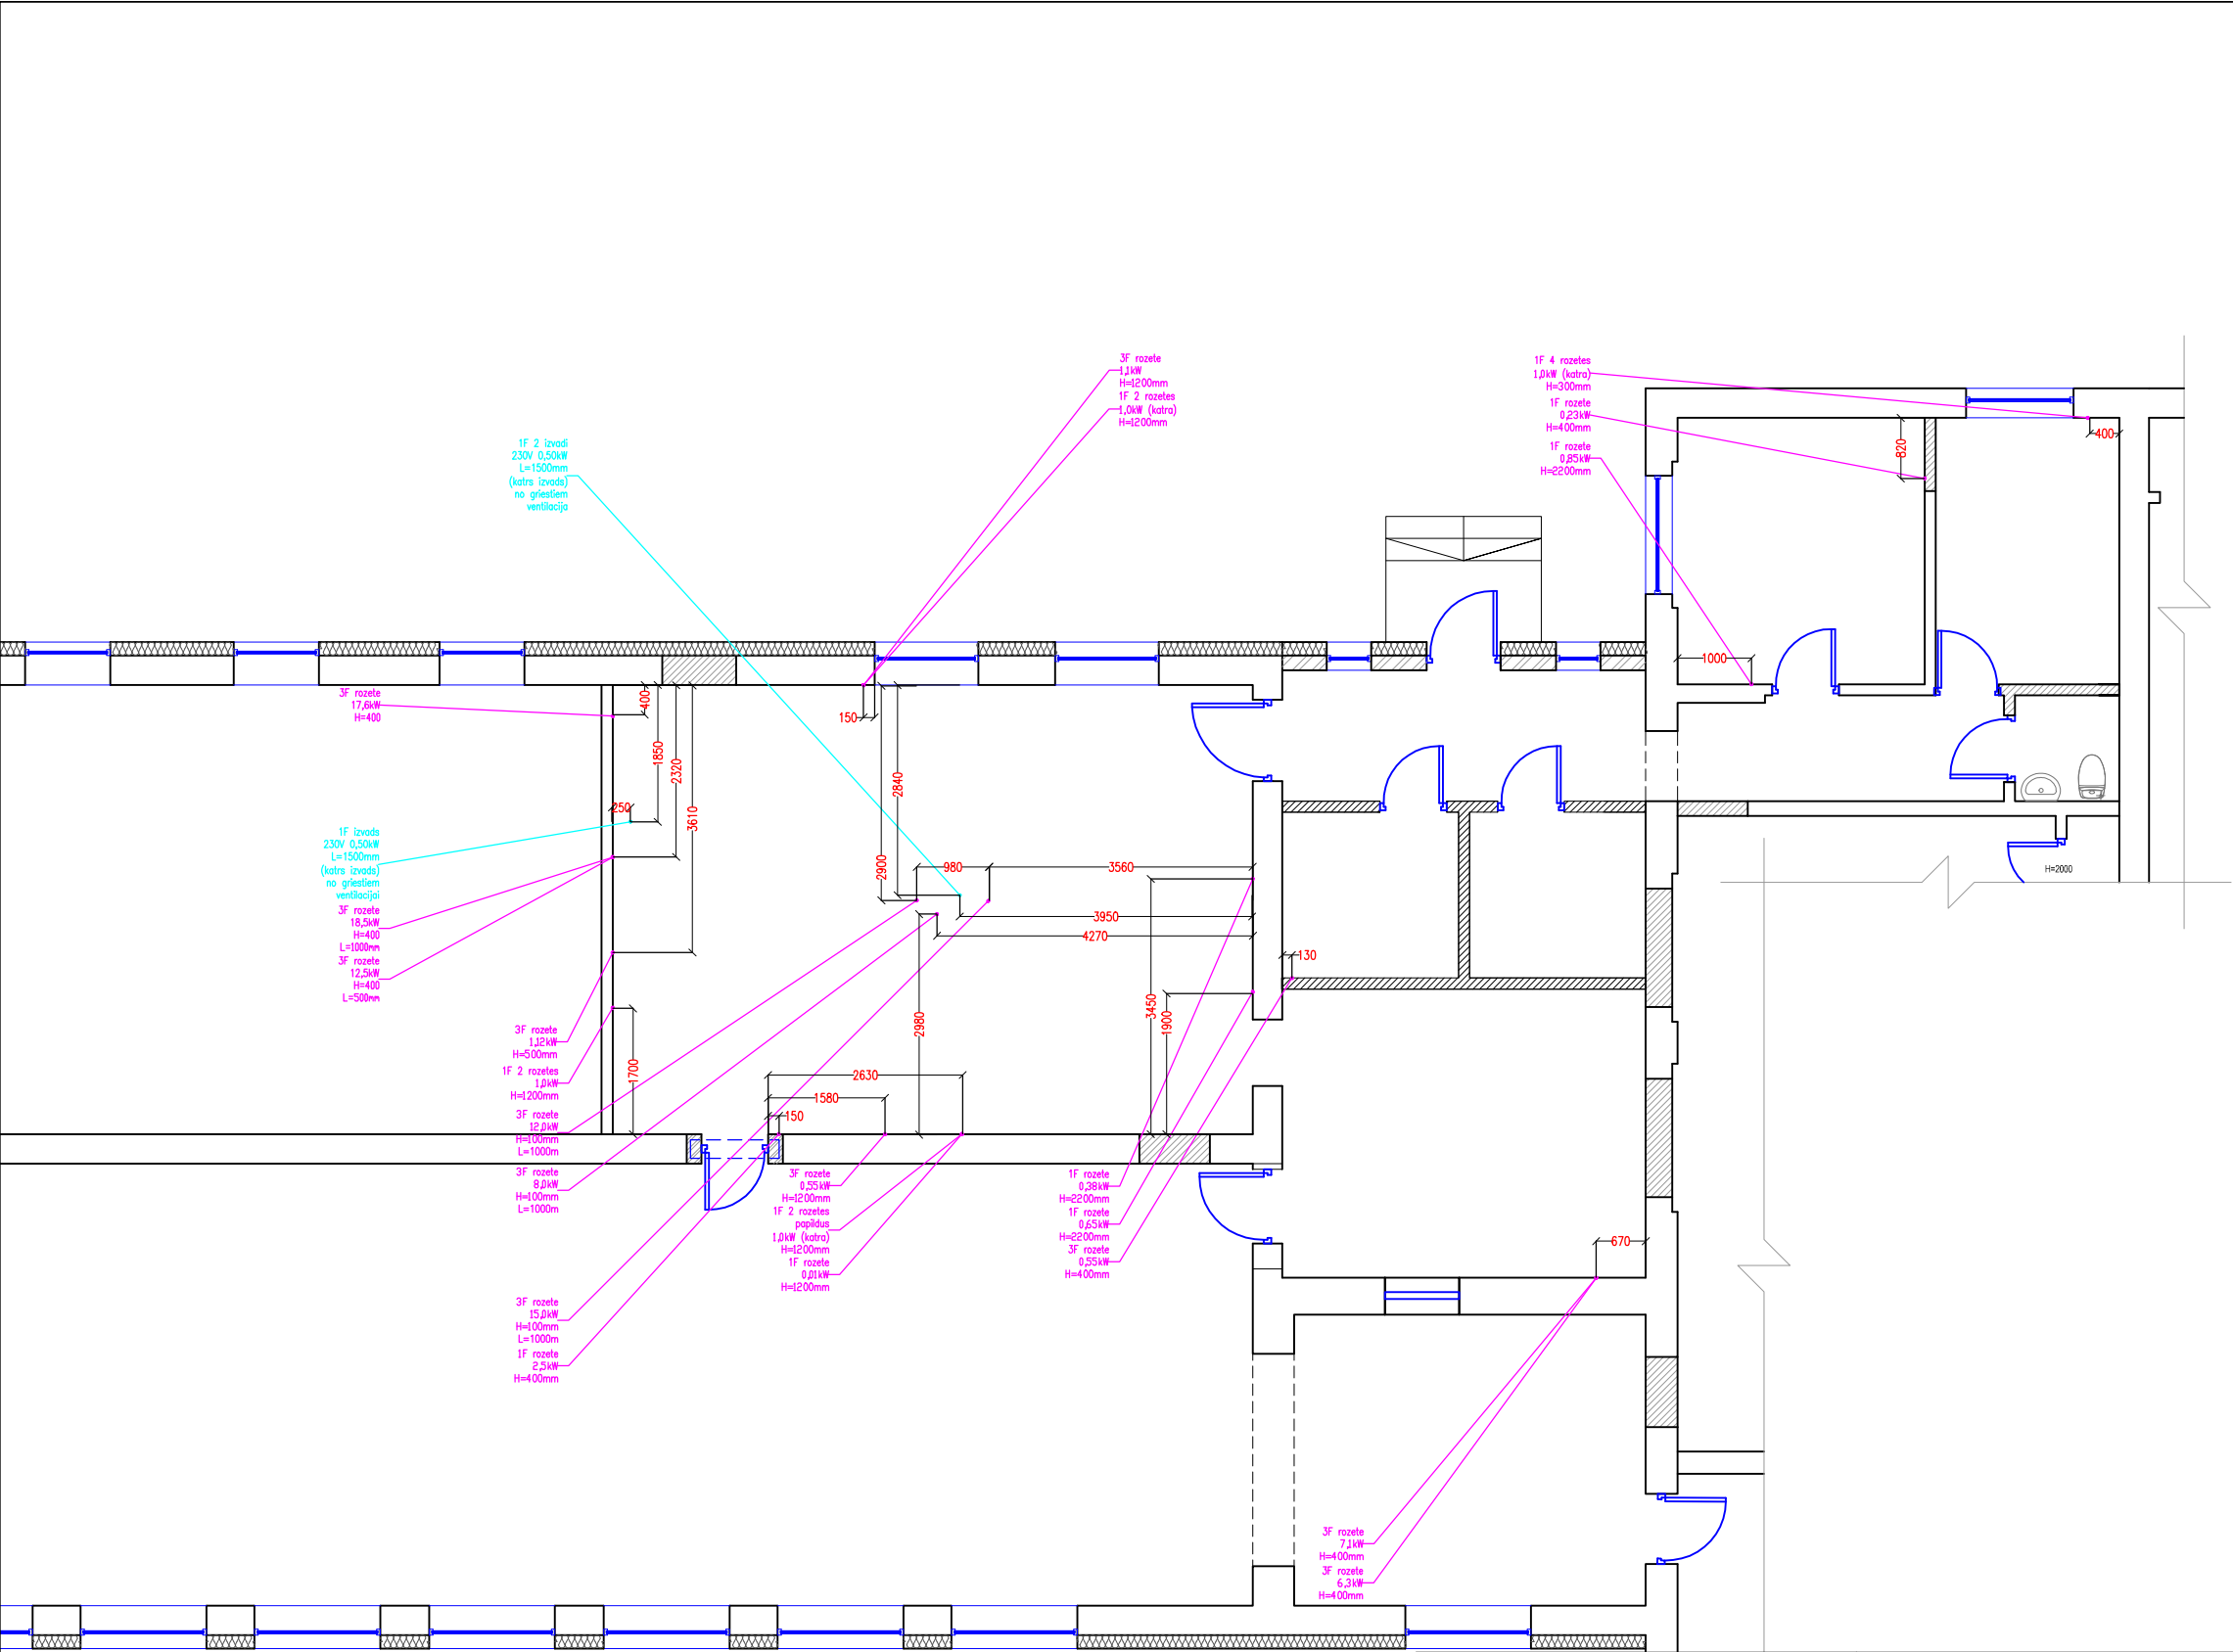 3F rozete
1,1kW
H=1200mm
1F 2 rozetes
1,0kW (katra)
H=1200mm
1F 4 rozetes
1,0kW (katra)
H=300mm
1F rozete
0,23kW
H=400mm
1F rozete
0,85kW
H=2200mm
400
820
1F 2 izvadi
230V 0,50kW
L=1500mm
(katrs izvads)
no griestiem
ventilacija
1000
3F rozete
17,6kW
H=400
400
150
1850
2320
2840
250
3610
1F izvads
230V 0,50kW
L=1500mm
(katrs izvads)
no griestiem
ventilacijai
2900
980
3560
H=2000
3F rozete
18,5kW
H=400
L=1000mm
3950
4270
3F rozete
12,5kW
H=400
L=500mm
130
3450
1900
2980
3F rozete
1,12kW
H=500mm
1F 2 rozetes
1,0kW
H=1200mm
1700
2630
1580
150
3F rozete
12,0kW
H=100mm
L=1000m
3F rozete
8,0kW
H=100mm
L=1000m
3F rozete
0,55kW
H=1200mm
1F 2 rozetes
papildus
1,0kW (katra)
H=1200mm
1F rozete
0,01kW
H=1200mm
1F rozete
0,38kW
H=2200mm
1F rozete
0,65kW
H=2200mm
3F rozete
0,55kW
H=400mm
670
3F rozete
15,0kW
H=100mm
L=1000m
1F rozete
2,5kW
H=400mm
3F rozete
7,1kW
H=400mm
3F rozete
6,3kW
H=400mm